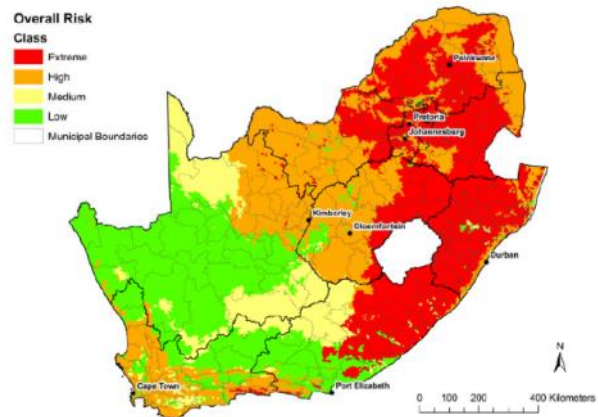 Overall Risk
Class
Extreme
High
Medium
Low
Municipal Boundaries
Polokwane
Pretoria
Johannesburg
Kimberley
Bloemfontein
Durban
Cape Town
Port Elizabeth
N
0 100 200 400 Kilometers